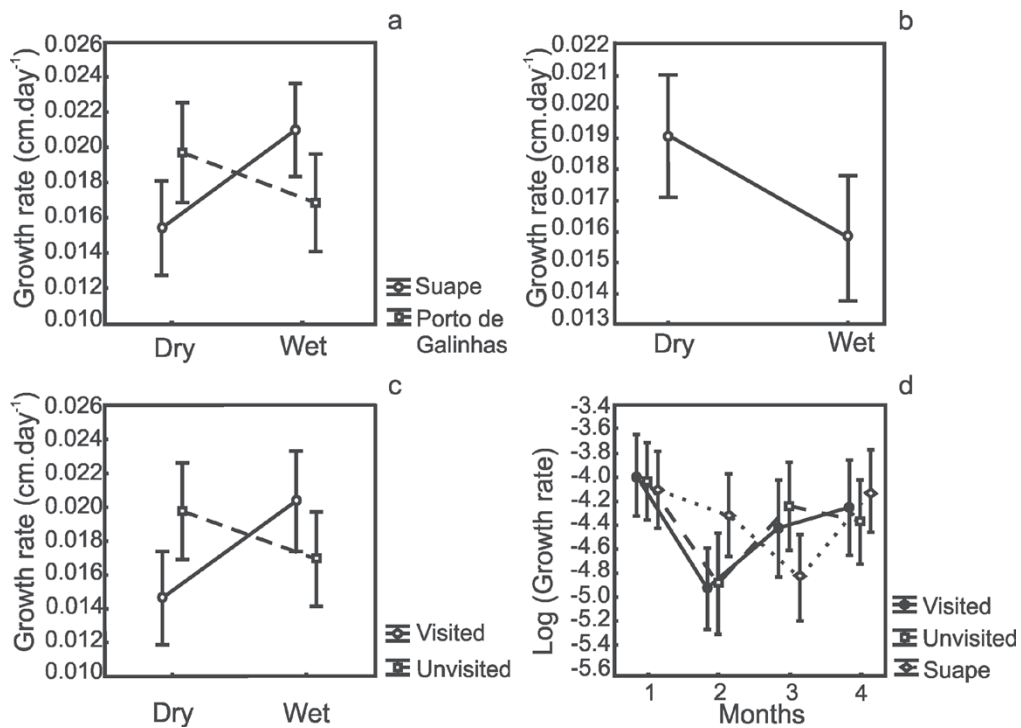 a
Growth rate (cm.day⁻¹)
0.026
0.024
0.022
0.020
0.018
0.016
0.014
0.012
0.010
Dry
Wet
Suape
Porto de
Galinhas
b
Growth rate (cm.day⁻¹)
0.022
0.021
0.020
0.019
0.018
0.017
0.016
0.015
0.014
0.013
Dry
Wet
c
Growth rate (cm.day⁻¹)
0.026
0.024
0.022
0.020
0.018
0.016
0.014
0.012
0.010
Dry
Wet
Visited
Unvisited
d
Log (Growth rate)
-3.4
-3.6
-3.8
-4.0
-4.2
-4.4
-4.6
-4.8
-5.0
-5.2
-5.4
-5.6
1
2
3
4
Months
Visited
Unvisited
Suape